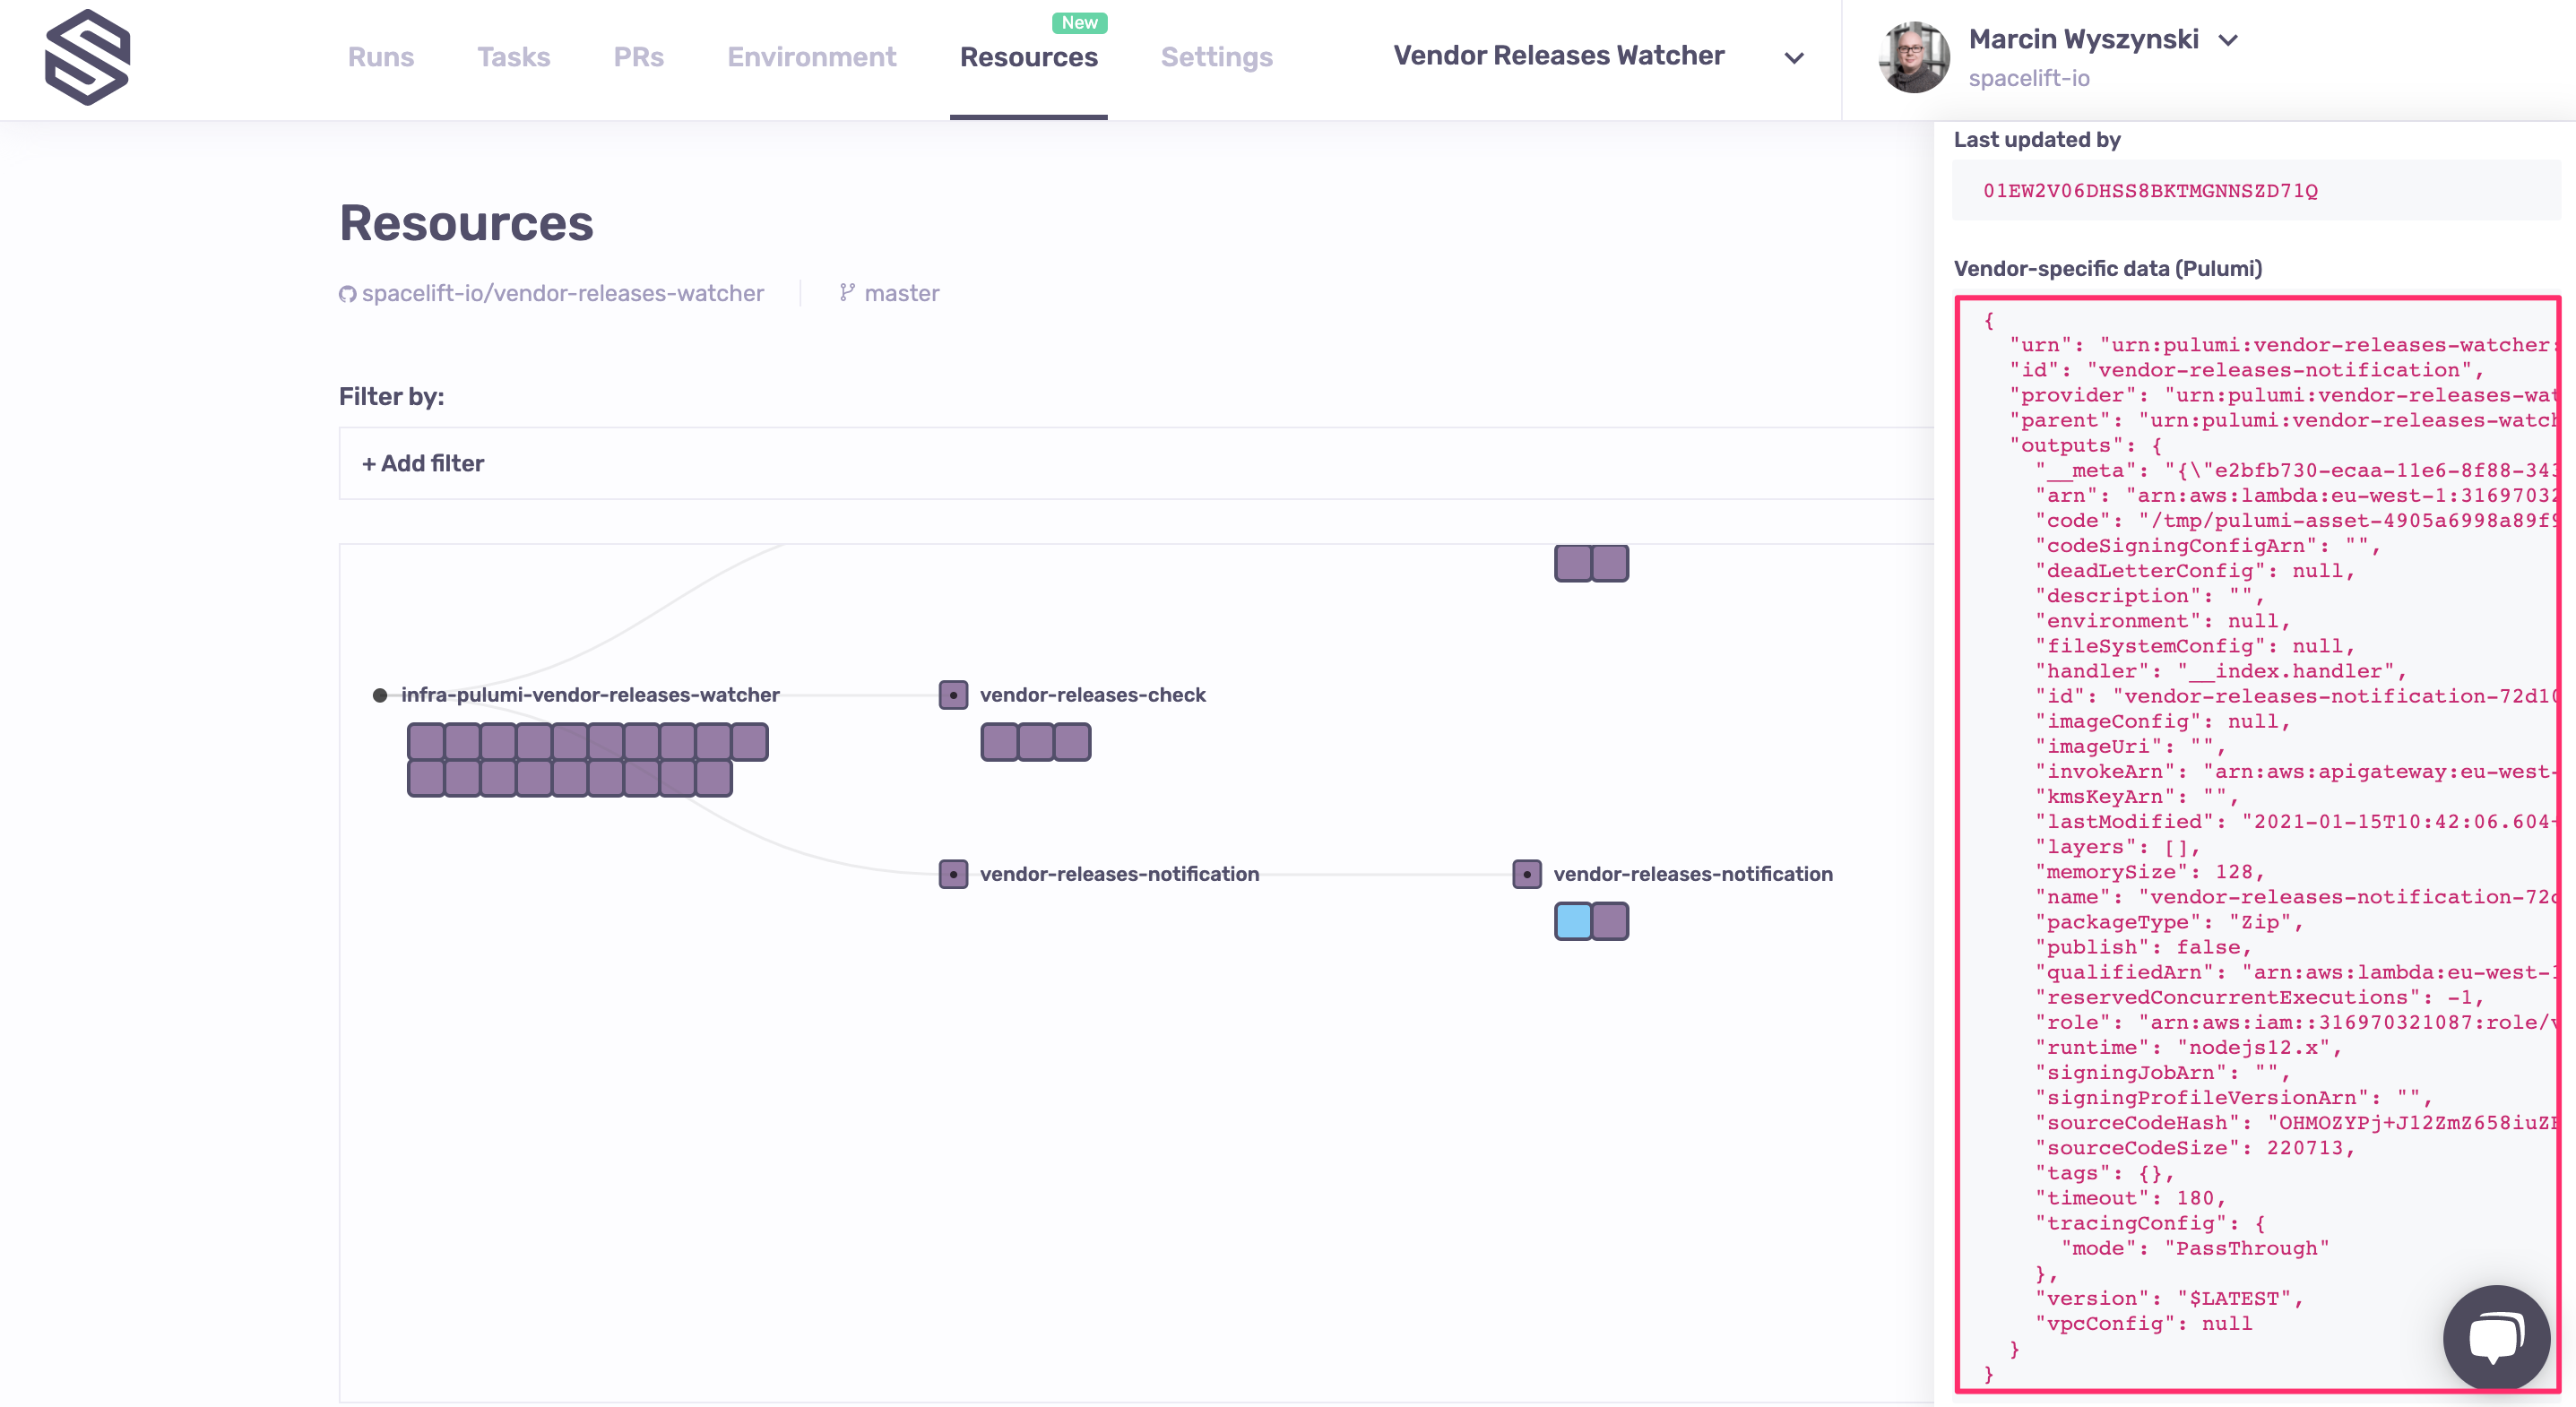 New
Runs Tasks PRs Environment Resources Settings Vendor Releases Watcher
Marcin Wyszynski
spacelift-io
Resources
spacelift-io/vendor-releases-watcher master
Filter by:
+ Add filter
infra-pulumi-vendor-releases-watcher
vendor-releases-check
vendor-releases-notification
vendor-releases-notification
Last updated by
01EW2V06DHSS8BKTMGNNSZD71Q
Vendor-specific data (Pulumi)
{
"urn": "urn:pulumi:vendor-releases-watcher:
"id": "vendor-releases-notification",
"provider": "urn:pulumi:vendor-releases-wat
"parent": "urn:pulumi:vendor-releases-watch
"outputs": {
"__meta": "{\"e2bfb730-ecaa-11e6-8f88-343
"arn": "arn:aws:lambda:eu-west-1:31697032
"code": "/tmp/pulumi-asset-4905a6998a89f9
"codeSigningConfigArn": "",
"deadLetterConfig": null,
"description": "",
"environment": null,
"fileSystemConfig": null,
"handler": "__index.handler",
"id": "vendor-releases-notification-72d10
"imageConfig": null,
"imageUri": "",
"invokeArn": "arn:aws:apigateway:eu-west-
"kmsKeyArn": "",
"lastModified": "2021-01-15T10:42:06.604+
"layers": [],
"memorySize": 128,
"name": "vendor-releases-notification-72d
"packageType": "Zip",
"publish": false,
"qualifiedArn": "arn:aws:lambda:eu-west-1
"reservedConcurrentExecutions": -1,
"role": "arn:aws:iam::316970321087:role/v
"runtime": "nodejs12.x",
"signingJobArn": "",
"signingProfileVersionArn": "",
"sourceCodeHash": "OHMOZYPj+J12ZmZ658iuZ
"sourceCodeSize": 220713,
"tags": {},
"timeout": 180,
"tracingConfig": {
"mode": "PassThrough"
},
"version": "$LATEST",
"vpcConfig": null
}
}